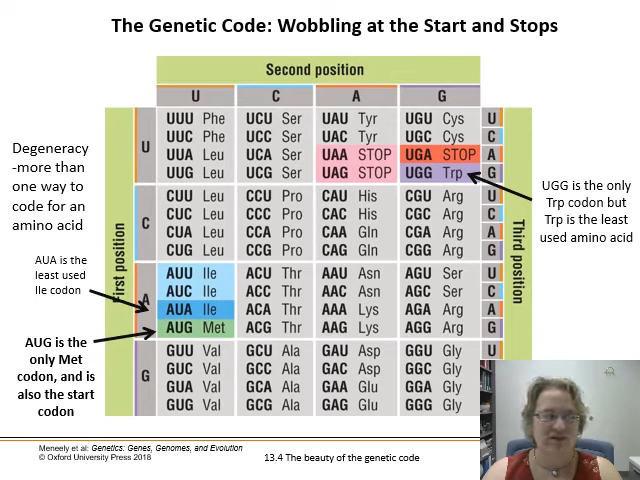 The Genetic Code: Wobbling at the Start and Stops
Second position
U C A G
First position
Third position
U
UUU Phe UCU Ser UAU Tyr UGU Cys U
UUC Phe UCC Ser UAC Tyr UGC Cys C
UUA Leu UCA Ser UAA STOP UGA STOP A
UUG Leu UCG Ser UAG STOP UGG Trp G
C
CUU Leu CCU Pro CAU His CGU Arg U
CUC Leu CCC Pro CAC His CGC Arg C
CUA Leu CCA Pro CAA Gln CGA Arg A
CUG Leu CCG Pro CAG Gln CGG Arg G
A
AUU Ile ACU Thr AAU Asn AGU Ser U
AUC Ile ACC Thr AAC Asn AGC Ser C
AUA Ile ACA Thr AAA Lys AGA Arg A
AUG Met ACG Thr AAG Lys AGG Arg G
G
GUU Val GCU Ala GAU Asp GGU Gly U
GUC Val GCC Ala GAC Asp GGC Gly
GUA Val GCA Ala GAA Glu GGA Gly
GUG Val GCG Ala GAG Glu GGG Gly
Degeneracy
-more than
one way to
code for an
amino acid
AUA is the
least used
Ile codon
AUG is the
only Met
codon, and is
also the start
codon
UGG is the only
Trp codon but
Trp is the least
used amino acid
Meneely et al: Genetics: Genes, Genomes, and Evolution
© Oxford University Press 2018
13.4 The beauty of the genetic code